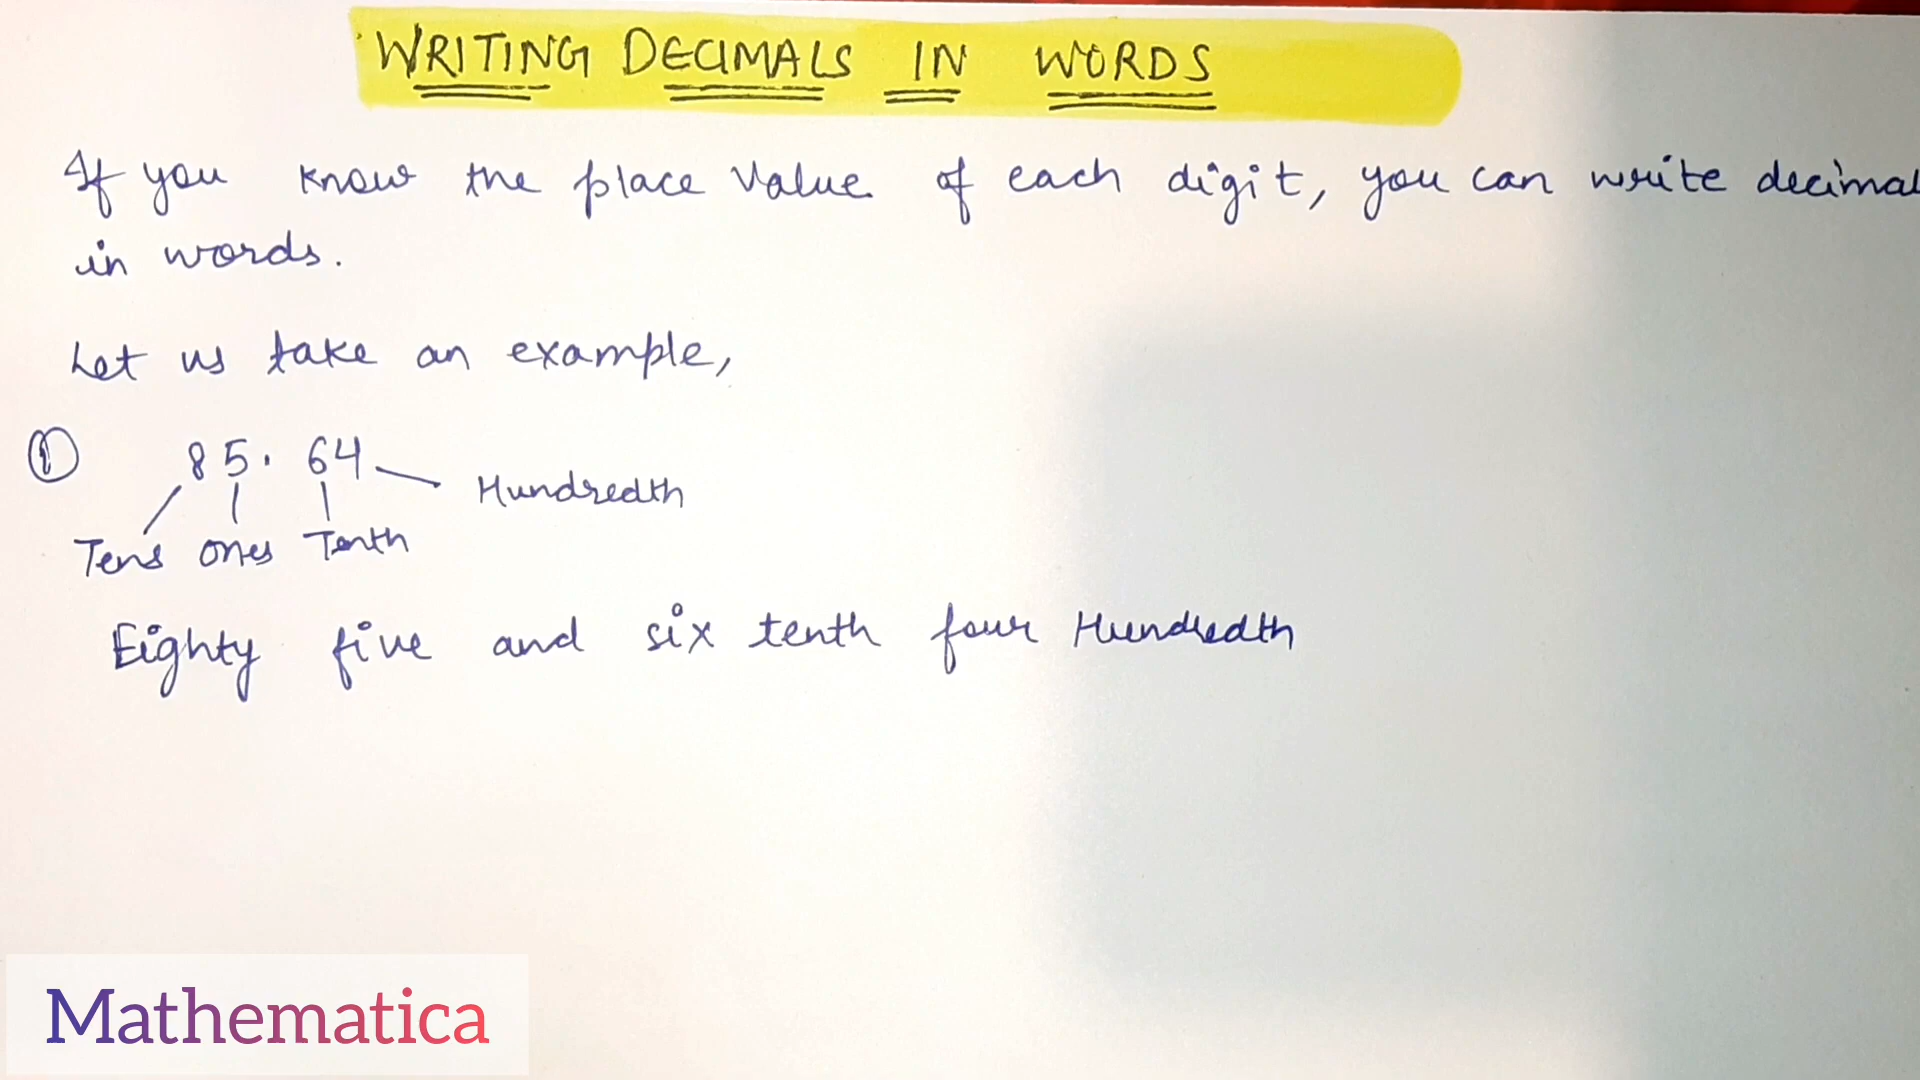 WRITING DECIMALS IN WORDS
If you know the place value of each digit, you can write decimal
in words.
Let us take an example,
① 85.64 Hundredth
Tens ones Tenth
Eighty five and six tenth four Hundredth
Mathematica